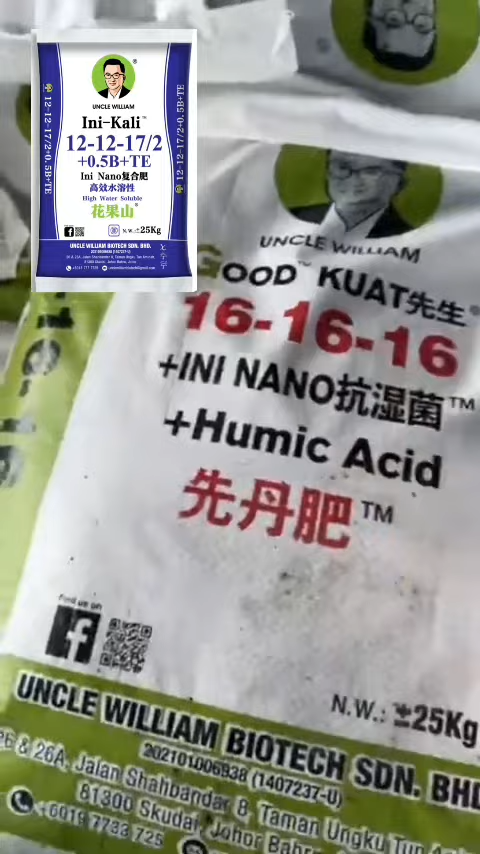 UNCLE WILLIAM
Ini-Kali™
12-12-17/2
+0.5B+TE
Ini Nano复合肥
高效水溶性
High Water Soluble
花果山®
N.W.:±25Kg
UNCLE WILLIAM BIOTECH SDN. BHD.
202101006938 (1407237-U)
12-12-17/2+0.5B+TE
12-12-17/2+0.5B+TE
UNCLE WILLIAM
GOOD™ KUAT先生®
16-16-16
+INI NANO抗湿菌™
+Humic Acid
先丹肥™
find us on
N.W.: ±25Kg
UNCLE WILLIAM BIOTECH SDN. BHD
202101006938 (1407237-U)
26 & 26A, Jalan Shahbandar 8, Taman Ungku Tun
81300 Skudai, Johor Bahru
+6019 7733 725